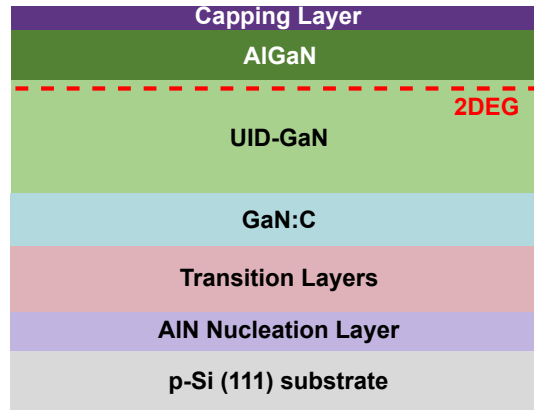 Capping Layer
AlGaN
2DEG
UID-GaN
GaN:C
Transition Layers
AlN Nucleation Layer
p-Si (111) substrate